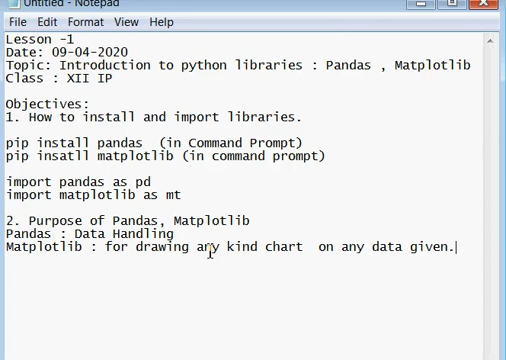 Untitled - Notepad
File Edit Format View Help
Lesson -1
Date: 09-04-2020
Topic: Introduction to python libraries : Pandas , Matplotlib
Class : XII IP
Objectives:
1. How to install and import libraries.
pip install pandas (in Command Prompt)
pip insatll matplotlib (in command prompt)
import pandas as pd
import matplotlib as mt
2. Purpose of Pandas, Matplotlib
Pandas : Data Handling
Matplotlib : for drawing any kind chart on any data given.